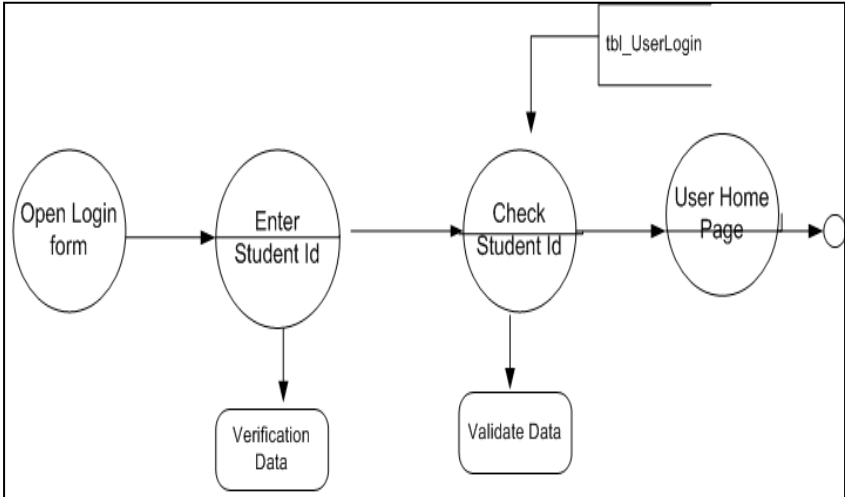 tbl_UserLogin
Open Login
form
Enter
Student Id
Check
Student Id
User Home
Page
Verification
Data
Validate Data